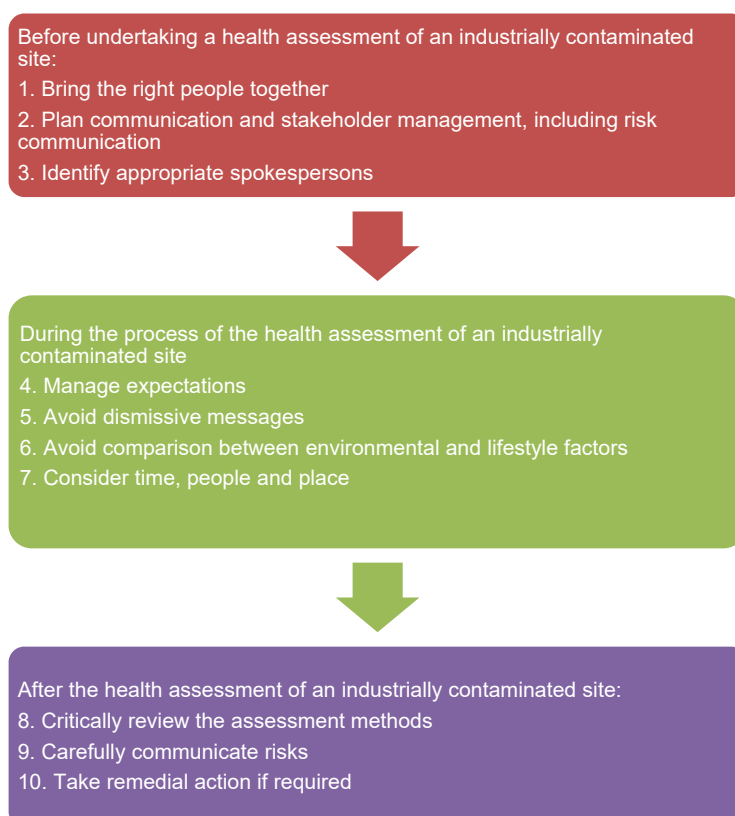 Before undertaking a health assessment of an industrially contaminated
site:
1. Bring the right people together
2. Plan communication and stakeholder management, including risk
communication
3. Identify appropriate spokespersons
During the process of the health assessment of an industrially
contaminated site
4. Manage expectations
5. Avoid dismissive messages
6. Avoid comparison between environmental and lifestyle factors
7. Consider time, people and place
After the health assessment of an industrially contaminated site:
8. Critically review the assessment methods
9. Carefully communicate risks
10. Take remedial action if required